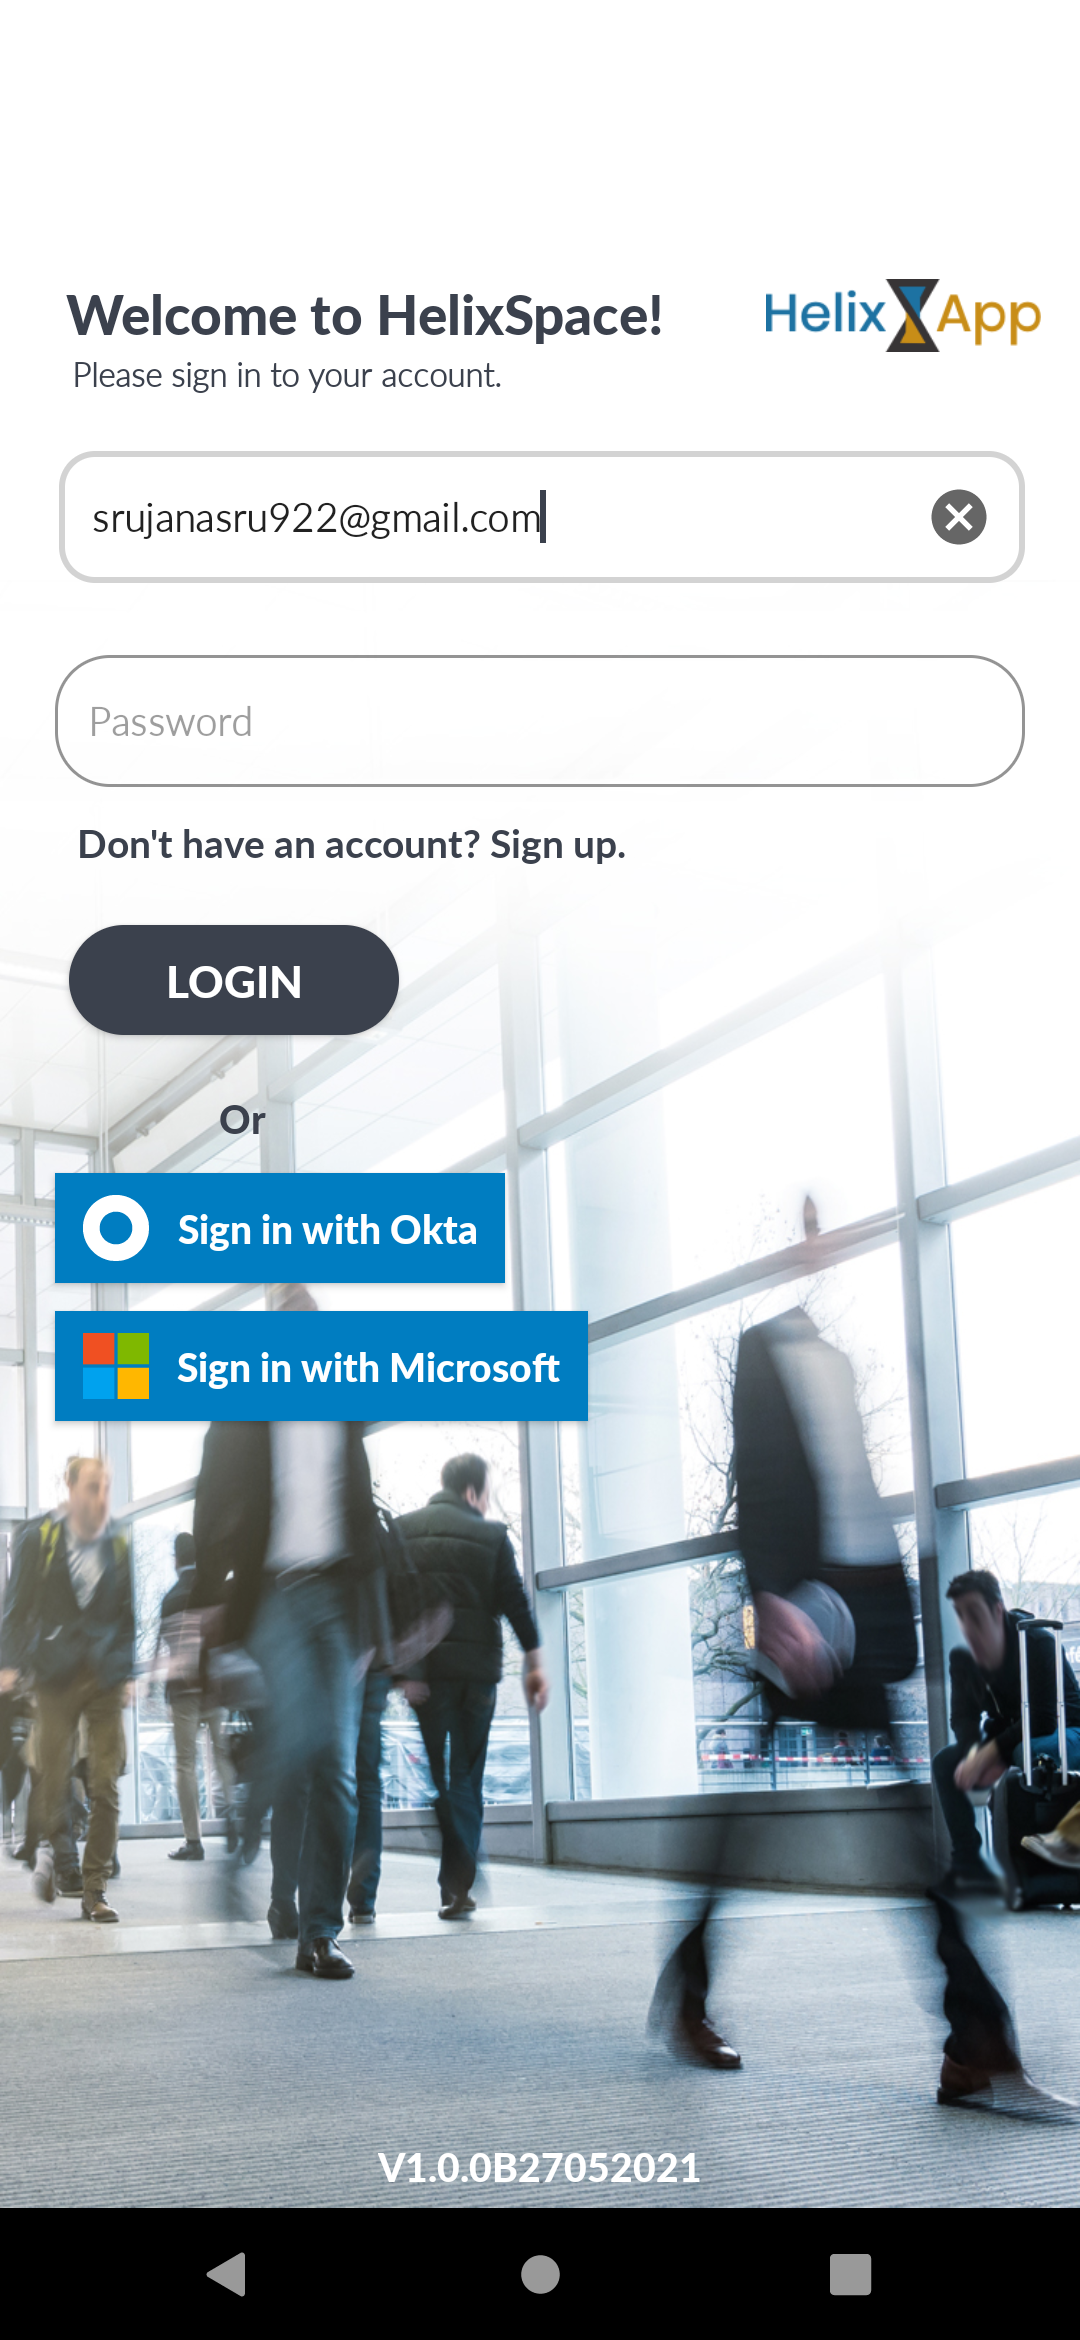 Welcome to HelixSpace!
Helix App
Please sign in to your account.
srujanasru922@gmail.com
Password
Don't have an account? Sign up.
LOGIN
Or
Sign in with Okta
Sign in with Microsoft
V1.0.0B27052021